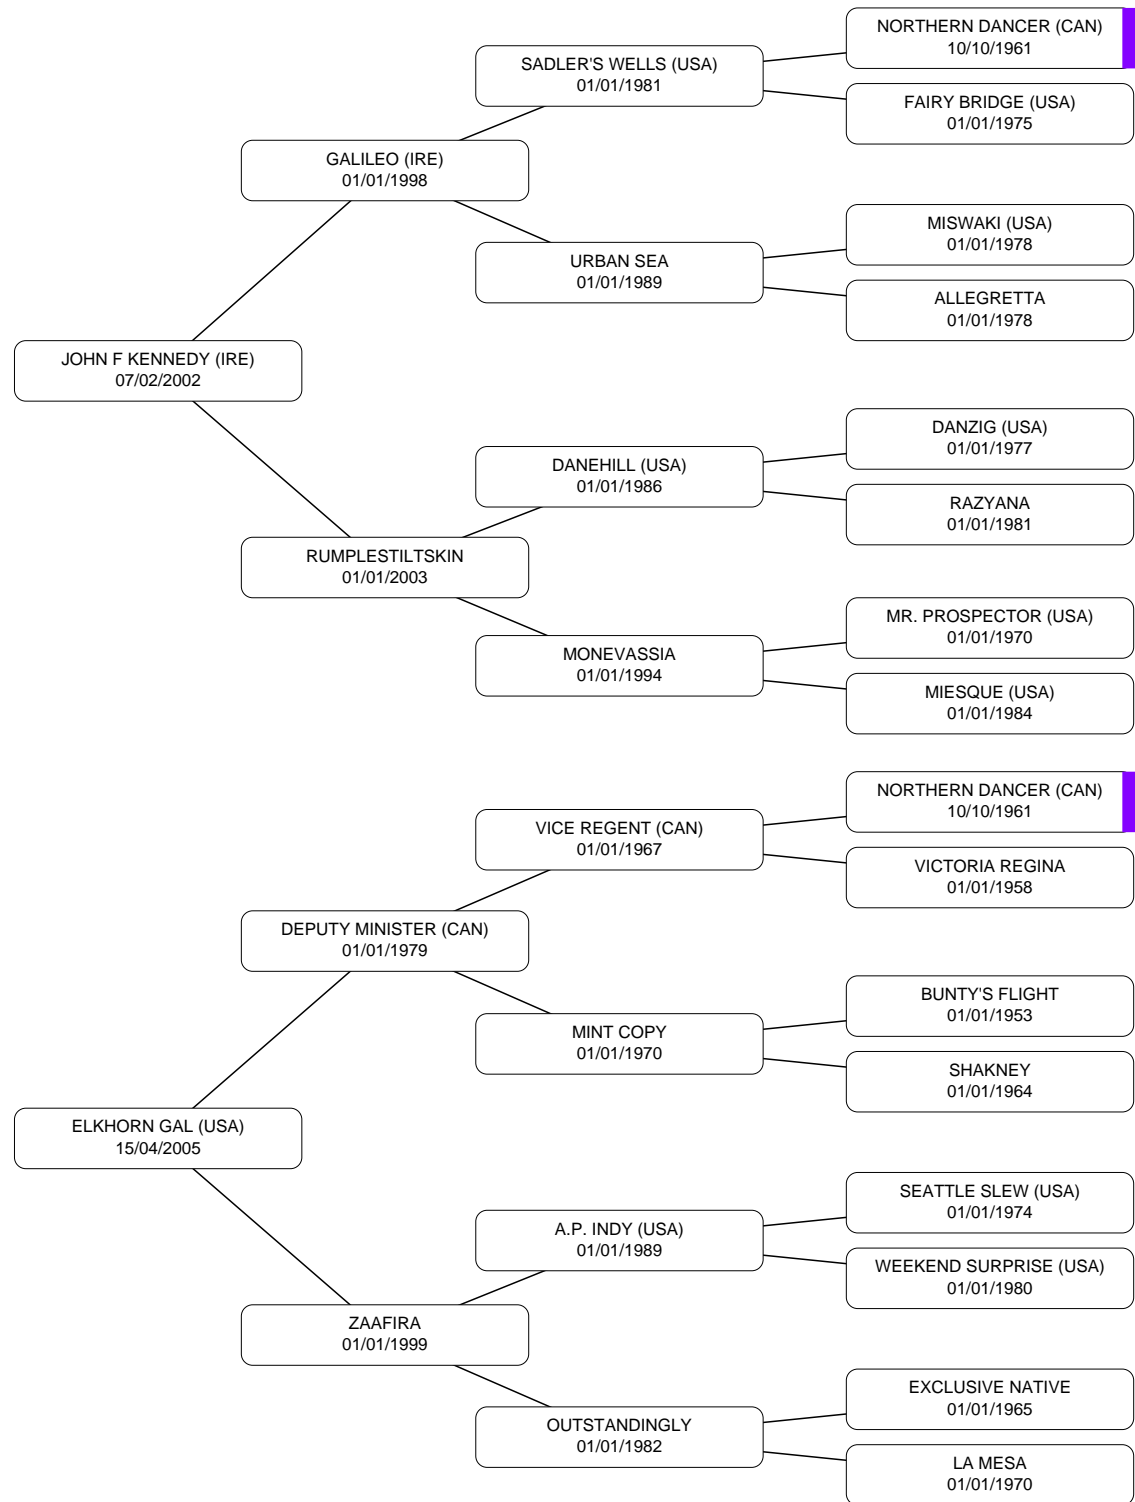 NORTHERN DANCER (CAN)
10/10/1961
SADLER'S WELLS (USA)
01/01/1981
FAIRY BRIDGE (USA)
01/01/1975
GALILEO (IRE)
01/01/1998
MISWAKI (USA)
01/01/1978
URBAN SEA
01/01/1989
ALLEGRETTA
01/01/1978
JOHN F KENNEDY (IRE)
07/02/2002
DANZIG (USA)
01/01/1977
DANEHILL (USA)
01/01/1986
RAZYANA
01/01/1981
RUMPLESTILTSKIN
01/01/2003
MR. PROSPECTOR (USA)
01/01/1970
MONEVASSIA
01/01/1994
MIESQUE (USA)
01/01/1984
NORTHERN DANCER (CAN)
10/10/1961
VICE REGENT (CAN)
01/01/1967
VICTORIA REGINA
01/01/1958
DEPUTY MINISTER (CAN)
01/01/1979
BUNTY'S FLIGHT
01/01/1953
MINT COPY
01/01/1970
SHAKNEY
01/01/1964
ELKHORN GAL (USA)
15/04/2005
SEATTLE SLEW (USA)
01/01/1974
A.P. INDY (USA)
01/01/1989
WEEKEND SURPRISE (USA)
01/01/1980
ZAAFIRA
01/01/1999
EXCLUSIVE NATIVE
01/01/1965
OUTSTANDINGLY
01/01/1982
LA MESA
01/01/1970